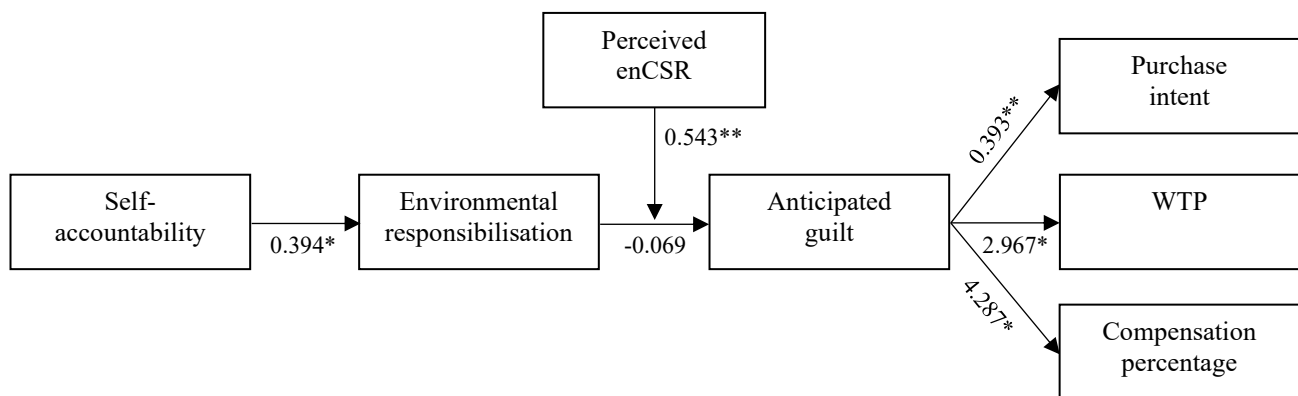 Perceived
enCSR
0.543**
Self-
accountability
0.394*
Environmental
responsibilisation
-0.069
Anticipated
guilt
0.393**
2.967*
4.287*
Purchase
intent
WTP
Compensation
percentage